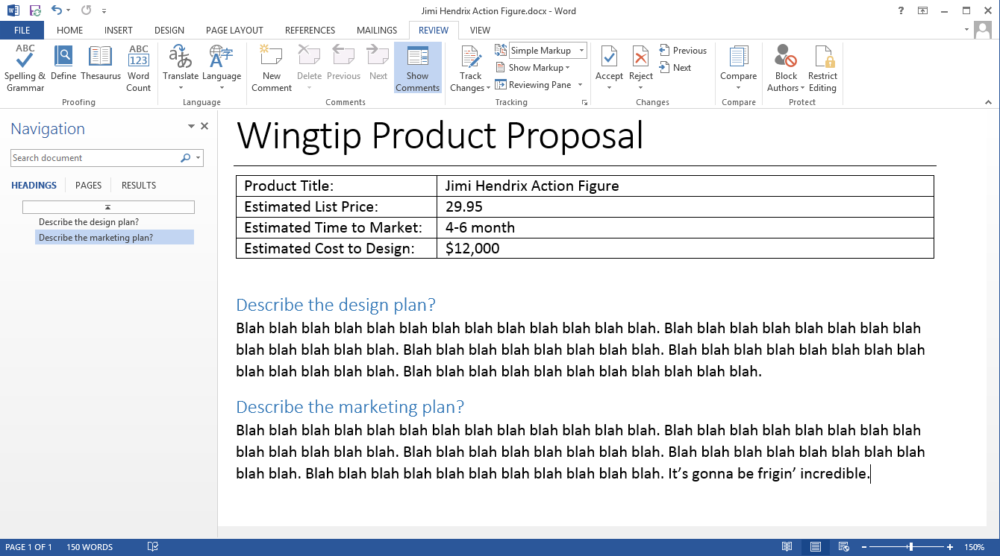 Jimi Hendrix Action Figure.docx - Word
FILE HOME INSERT DESIGN PAGE LAYOUT REFERENCES MAILINGS REVIEW VIEW
ABC
Spelling &
Grammar
Define
Thesaurus
ABC
123
Word
Count
Proofing
Translate
Language
Language
New
Comment
Delete
Previous
Next
Show
Comments
Comments
Track
Changes
Simple Markup
Show Markup
Reviewing Pane
Tracking
Accept
Reject
Previous
Next
Changes
Compare
Compare
Block
Authors
Restrict
Editing
Protect
Navigation
Search document
HEADINGS PAGES RESULTS
Describe the design plan?
Describe the marketing plan?
Wingtip Product Proposal
Product Title: Jimi Hendrix Action Figure
Estimated List Price: 29.95
Estimated Time to Market: 4-6 month
Estimated Cost to Design: $12,000
Describe the design plan?
Blah blah blah blah blah blah blah blah blah blah blah blah blah. Blah blah blah blah blah blah blah blah
blah blah blah blah blah. Blah blah blah blah blah blah blah blah. Blah blah blah blah blah blah blah blah
blah blah blah blah blah. Blah blah blah blah blah blah blah blah blah blah blah.
Describe the marketing plan?
Blah blah blah blah blah blah blah blah blah blah blah blah blah. Blah blah blah blah blah blah blah blah
blah blah blah blah blah. Blah blah blah blah blah blah blah blah. Blah blah blah blah blah blah blah blah
blah blah. Blah blah blah blah blah blah blah blah blah blah blah. It’s gonna be frigin’ incredible.
PAGE 1 OF 1 150 WORDS 150%